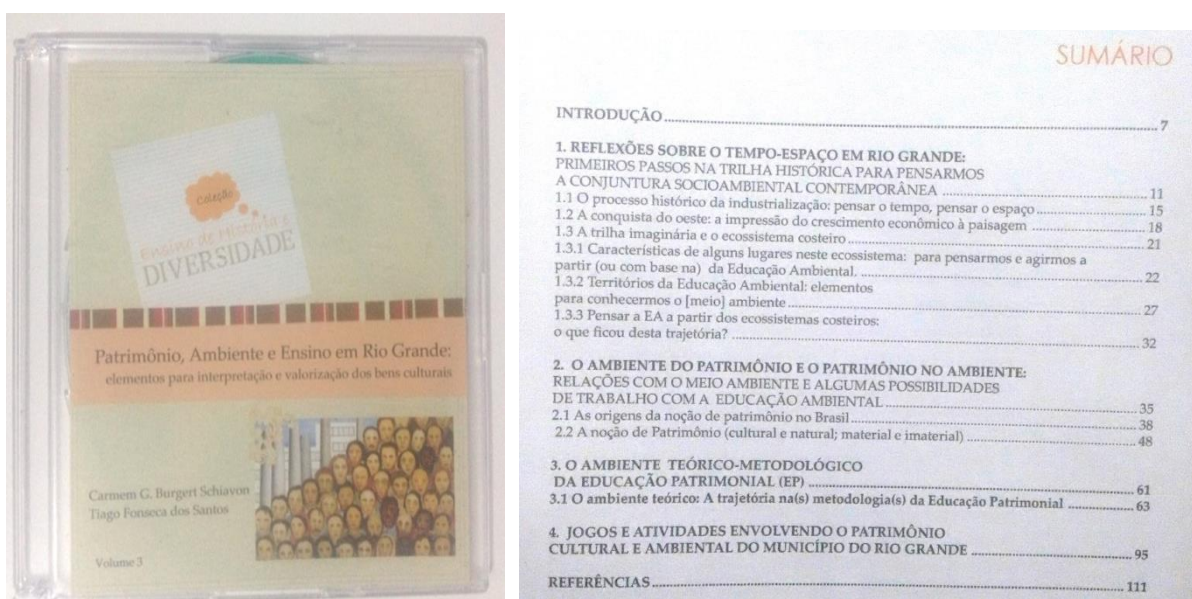 Coleção
Ensino de História e
DIVERSIDADE
Patrimônio, Ambiente e Ensino em Rio Grande:
elementos para interpretação e valorização dos bens culturais
Carmem G. Burgert Schiavon
Tiago Fonseca dos Santos
Volume 3
SUMÁRIO
INTRODUÇÃO ........ 7
1. REFLEXÕES SOBRE O TEMPO-ESPAÇO EM RIO GRANDE:
PRIMEIROS PASSOS NA TRILHA HISTÓRICA PARA PENSARMOS
A CONJUNTURA SOCIOAMBIENTAL CONTEMPORÂNEA ........ 11
1.1 O processo histórico da industrialização: pensar o tempo, pensar o espaço ........ 15
1.2 A conquista do oeste: a impressão do crescimento econômico à paisagem ........ 18
1.3 A trilha imaginária e o ecossistema costeiro ........ 21
1.3.1 Características de alguns lugares neste ecossistema: para pensarmos e agirmos a
partir (ou com base na) da Educação Ambiental. ........ 22
1.3.2 Territórios da Educação Ambiental: elementos
para conhecermos o [meio] ambiente ........ 27
1.3.3 Pensar a EA a partir dos ecossistemas costeiros:
o que ficou desta trajetória? ........ 32
2. O AMBIENTE DO PATRIMÔNIO E O PATRIMÔNIO NO AMBIENTE:
RELAÇÕES COM O MEIO AMBIENTE E ALGUMAS POSSIBILIDADES
DE TRABALHO COM A EDUCAÇÃO AMBIENTAL ........ 35
2.1 As origens da noção de patrimônio no Brasil ........ 38
2.2 A noção de Patrimônio (cultural e natural; material e imaterial) ........ 48
3. O AMBIENTE TEÓRICO-METODOLÓGICO
DA EDUCAÇÃO PATRIMONIAL (EP) ........ 61
3.1 O ambiente teórico: A trajetória na(s) metodologia(s) da Educação Patrimonial ........ 63
4. JOGOS E ATIVIDADES ENVOLVENDO O PATRIMÔNIO
CULTURAL E AMBIENTAL DO MUNICÍPIO DO RIO GRANDE ........ 95
REFERÊNCIAS ........ 111